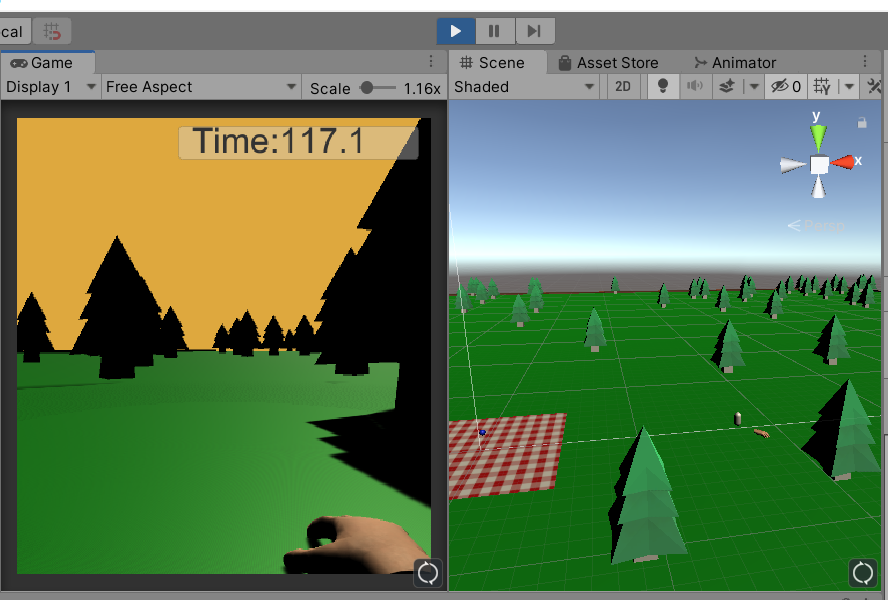 cal
Game
Display 1
Free Aspect
Scale
1.16x
Time:117.1
Scene
Asset Store
Animator
Shaded
2D
0
y
x
Persp